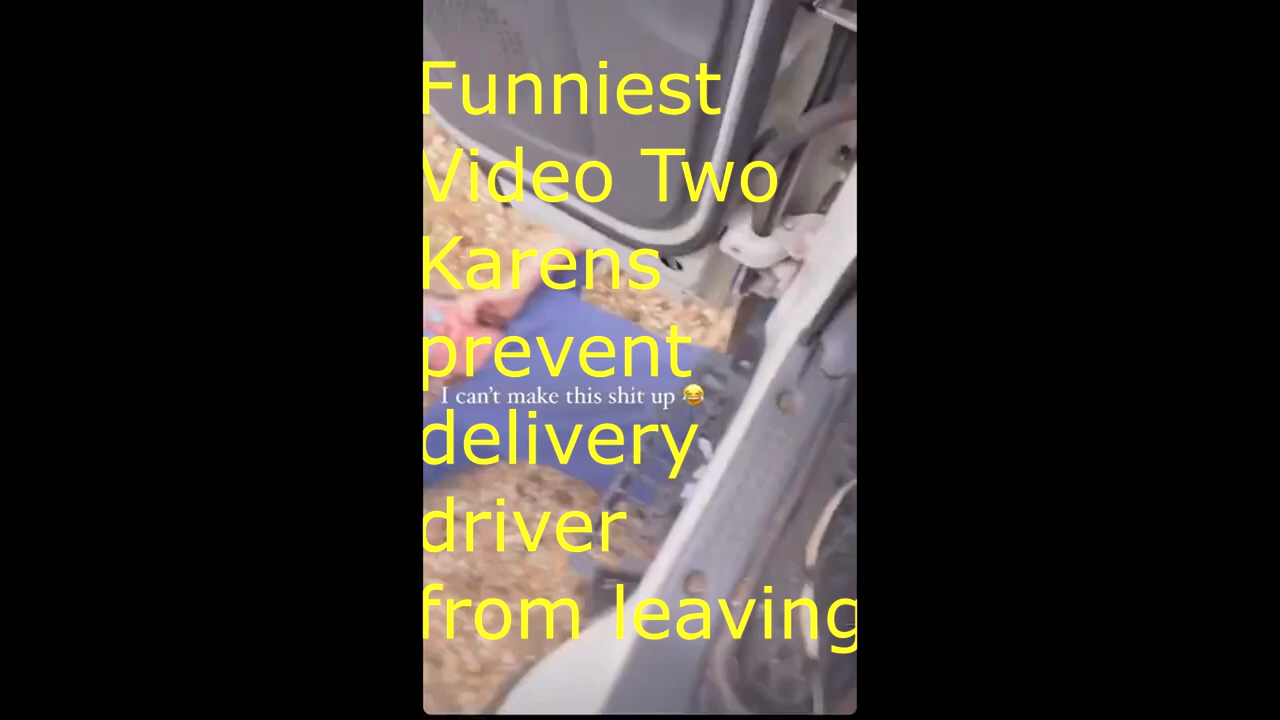 Funniest
Video Two
Karens
prevent
I can't make this shit up 😂
delivery
driver
from leaving